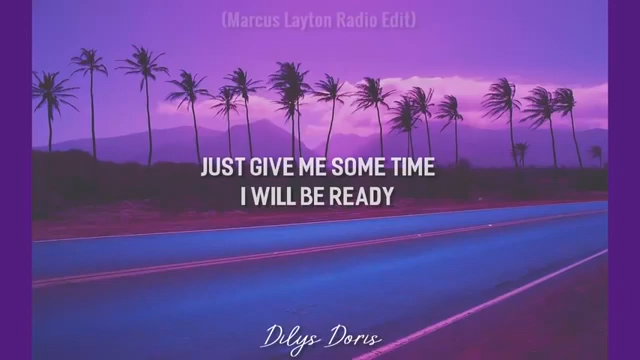 (Marcus Layton Radio Edit)
JUST GIVE ME SOME TIME
I WILL BE READY
Dilys Doris